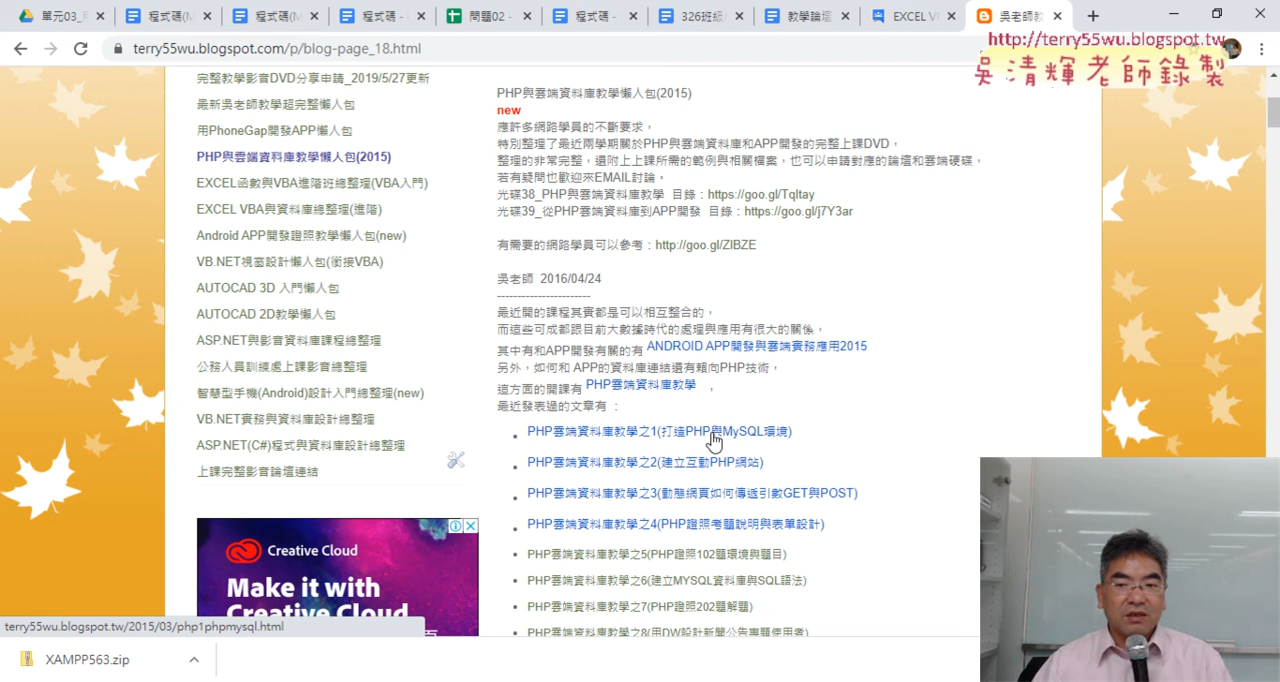 單元03_
程式碼(M
程式碼(M
程式碼 -
問題02 -
程式碼 -
326班級
教學論壇
EXCEL V
吳老師教
terry55wu.blogspot.com/p/blog-page_18.html
http://terry55wu.blogspot.tw
吳清輝老師錄製
完整教學影音DVD分享申請_2019/5/27更新
最新吳老師教學超完整懶人包
用PhoneGap開發APP懶人包
PHP與雲端資料庫教學懶人包(2015)
EXCEL函數與VBA進階班總整理(VBA入門)
EXCEL VBA與資料庫總整理(進階)
Android APP開發證照教學懶人包(new)
VB.NET視窗設計懶人包(銜接VBA)
AUTOCAD 3D 入門懶人包
AUTOCAD 2D教學懶人包
ASP.NET與影音資料庫課程總整理
公務人員訓練處上課影音總整理
智慧型手機(Android)設計入門總整理(new)
VB.NET實務與資料庫設計總整理
ASP.NET(C#)程式與資料庫設計總整理
上課完整影音論壇連結
Creative Cloud
Make it with
Creative Cloud
PHP與雲端資料庫教學懶人包(2015)
new
應許多網路學員的不斷要求，
特別整理了最近兩學期關於PHP與雲端資料庫和APP開發的完整上課DVD，
整理的非常完整，還附上上課所需的範例與相關檔案，也可以申請對應的論壇和雲端硬碟，
若有疑問也歡迎來EMAIL討論。
光碟38_PHP與雲端資料庫教學 目錄：https://goo.gl/Tqltay
光碟39_從PHP雲端資料庫到APP開發 目錄：https://goo.gl/j7Y3ar
有需要的網路學員可以參考：http://goo.gl/ZlBZE
吳老師 2016/04/24
----------------------
最近開的課程其實都是可以相互整合的，
而這些可成都跟目前大數據時代的處理與應用有很大的關係，
其中有和APP開發有關的有 ANDROID APP開發與雲端實務應用2015
另外，如何和 APP的資料庫連結還有賴向PHP技術，
這方面的開課有 PHP雲端資料庫教學 ，
最近發表過的文章有 ：
PHP雲端資料庫教學之1(打造PHP與MySQL環境)
PHP雲端資料庫教學之2(建立互動PHP網站)
PHP雲端資料庫教學之3(動態網頁如何傳遞引數GET與POST)
PHP雲端資料庫教學之4(PHP證照考題說明與表單設計)
PHP雲端資料庫教學之5(PHP證照102題環境與題目)
PHP雲端資料庫教學之6(建立MYSQL資料庫與SQL語法)
PHP雲端資料庫教學之7(PHP證照202題解題)
PHP雲端資料庫教學之8(用DW設計新聞公告專題使用者)
terry55wu.blogspot.tw/2015/03/php1phpmysql.html
XAMPP563.zip